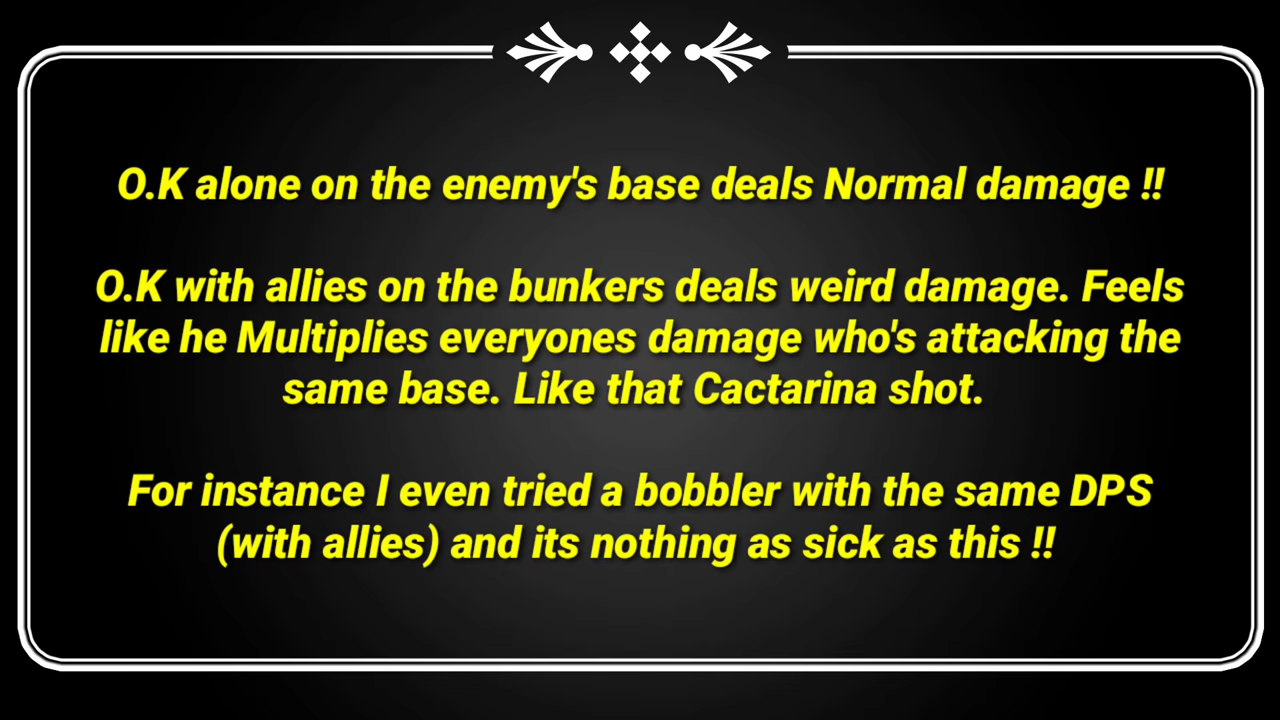 O.K alone on the enemy's base deals Normal damage !!
O.K with allies on the bunkers deals weird damage. Feels
like he Multiplies everyones damage who's attacking the
same base. Like that Cactarina shot.
For instance I even tried a bobbler with the same DPS
(with allies) and its nothing as sick as this !!